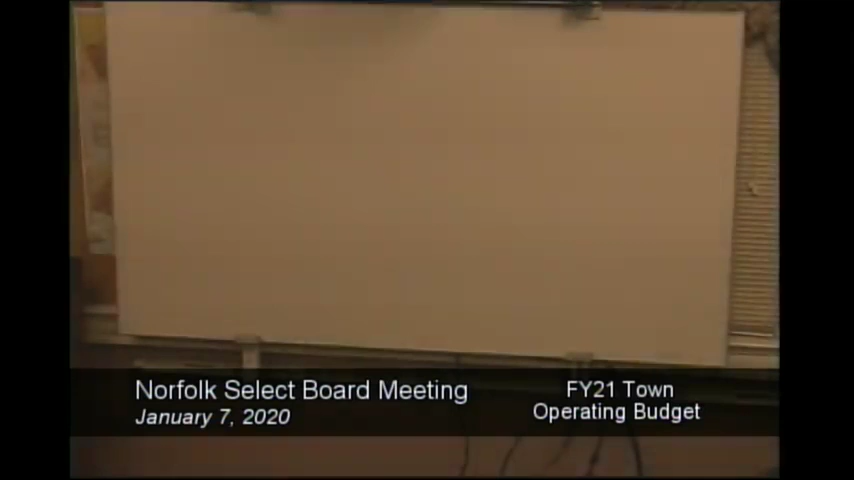 Norfolk Select Board Meeting
January 7, 2020
FY21 Town
Operating Budget